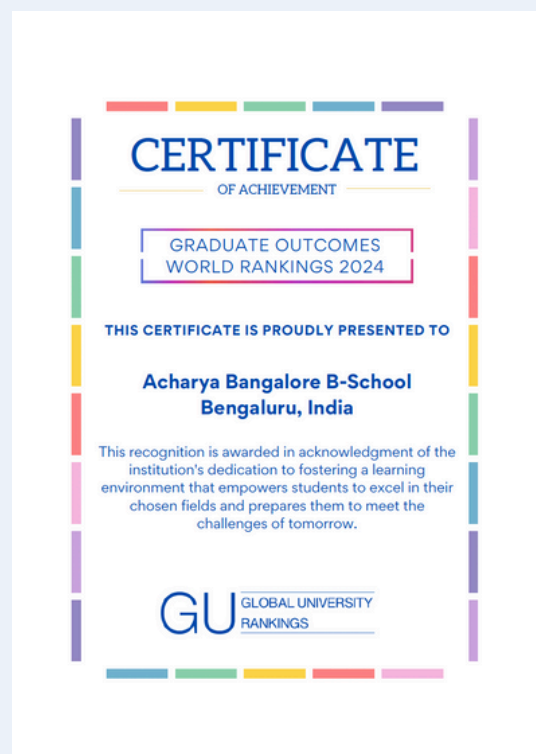 CERTIFICATE
OF ACHIEVEMENT
GRADUATE OUTCOMES
WORLD RANKINGS 2024
THIS CERTIFICATE IS PROUDLY PRESENTED TO
Acharya Bangalore B-School
Bengaluru, India
This recognition is awarded in acknowledgment of the
institution's dedication to fostering a learning
environment that empowers students to excel in their
chosen fields and prepares them to meet the
challenges of tomorrow.
GU GLOBAL UNIVERSITY
RANKINGS